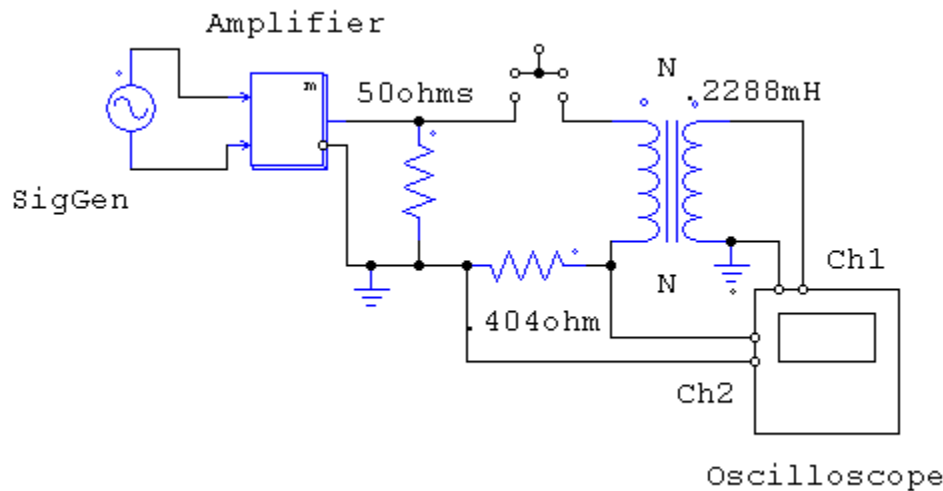 Amplifier
N
m
50ohms
.2288mH
SigGen
Ch1
N
.404ohm
Ch2
Oscilloscope